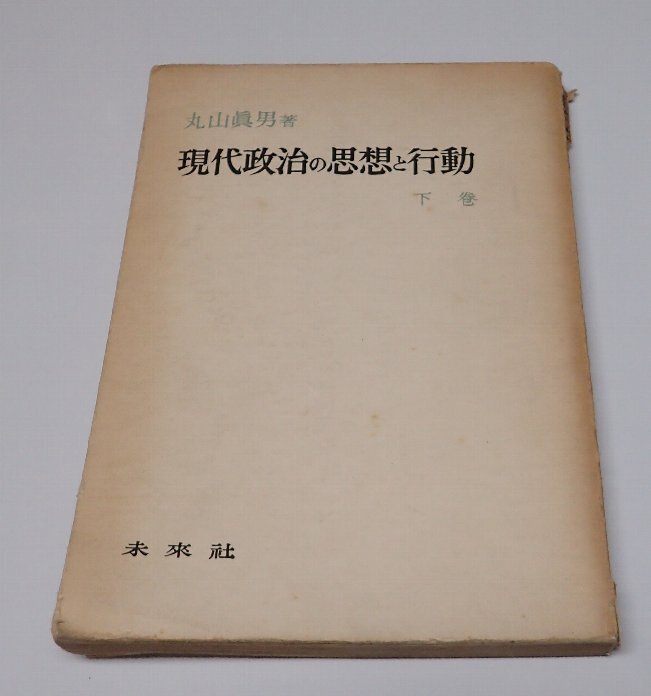 丸山眞男著
現代政治の思想と行動
下巻
未來社